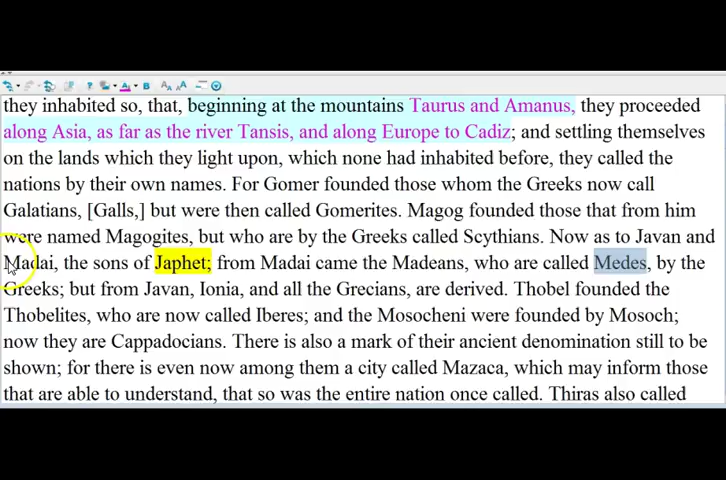 they inhabited so, that, beginning at the mountains Taurus and Amanus, they proceeded
along Asia, as far as the river Tansis, and along Europe to Cadiz; and settling themselves
on the lands which they light upon, which none had inhabited before, they called the
nations by their own names. For Gomer founded those whom the Greeks now call
Galatians, [Galls,] but were then called Gomerites. Magog founded those that from him
were named Magogites, but who are by the Greeks called Scythians. Now as to Javan and
Madai, the sons of Japhet; from Madai came the Madeans, who are called Medes, by the
Greeks; but from Javan, Ionia, and all the Grecians, are derived. Thobel founded the
Thobelites, who are now called Iberes; and the Mosocheni were founded by Mosoch;
now they are Cappadocians. There is also a mark of their ancient denomination still to be
shown; for there is even now among them a city called Mazaca, which may inform those
that are able to understand, that so was the entire nation once called. Thiras also called